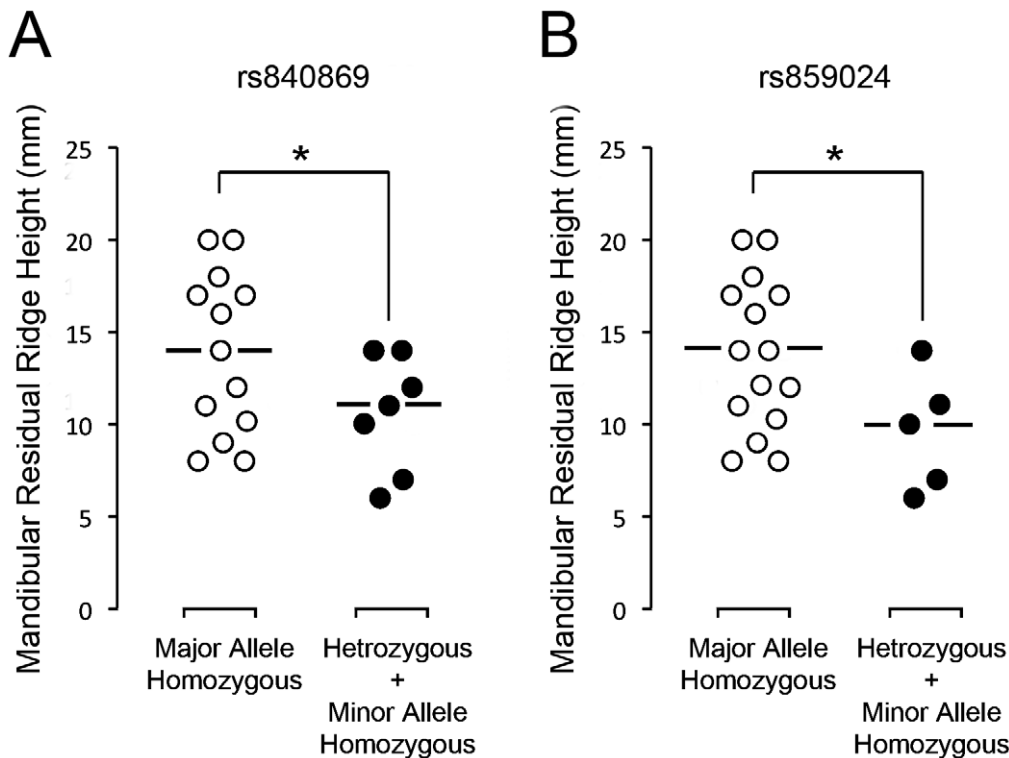 A
rs840869
Mandibular Residual Ridge Height (mm)
25
20
15
10
5
0
*
Major Allele
Homozygous
Hetrozygous
+
Minor Allele
Homozygous
B
rs859024
Mandibular Residual Ridge Height (mm)
25
20
15
10
5
0
*
Major Allele
Homozygous
Hetrozygous
+
Minor Allele
Homozygous